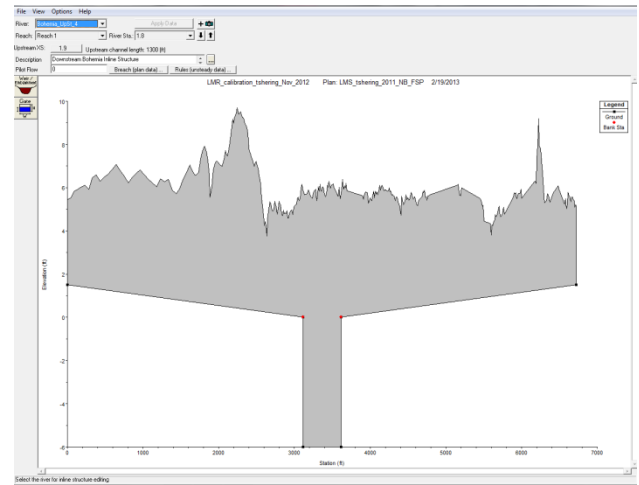 File View Options Help
River: Bohemia_UpSt_4 Apply Data
Reach Reach 1 River Sta.: 1.8
Upstream XS: 1.9 Upstream channel length: 1300 (ft)
Description Downstream Bohemia Inline Structure
Pilot Flow 0 Breach (plan data)... Rules (unsteady data)...
Weir / Embankment
Gate
LMR_calibration_tshering_Nov_2012 Plan: LMS_tshering_2011_NB_FSP 2/19/2013
Legend
Ground
Bank Sta
Elevation (ft)
10
8
6
4
2
0
-2
-4
-6
0 1000 2000 3000 4000 5000 6000 7000
Station (ft)
Select the river for inline structure editing